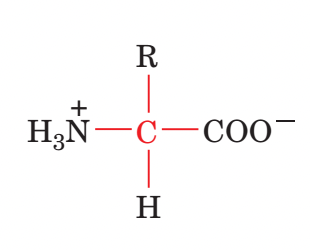 R
+
H₃N—C—COO⁻
H